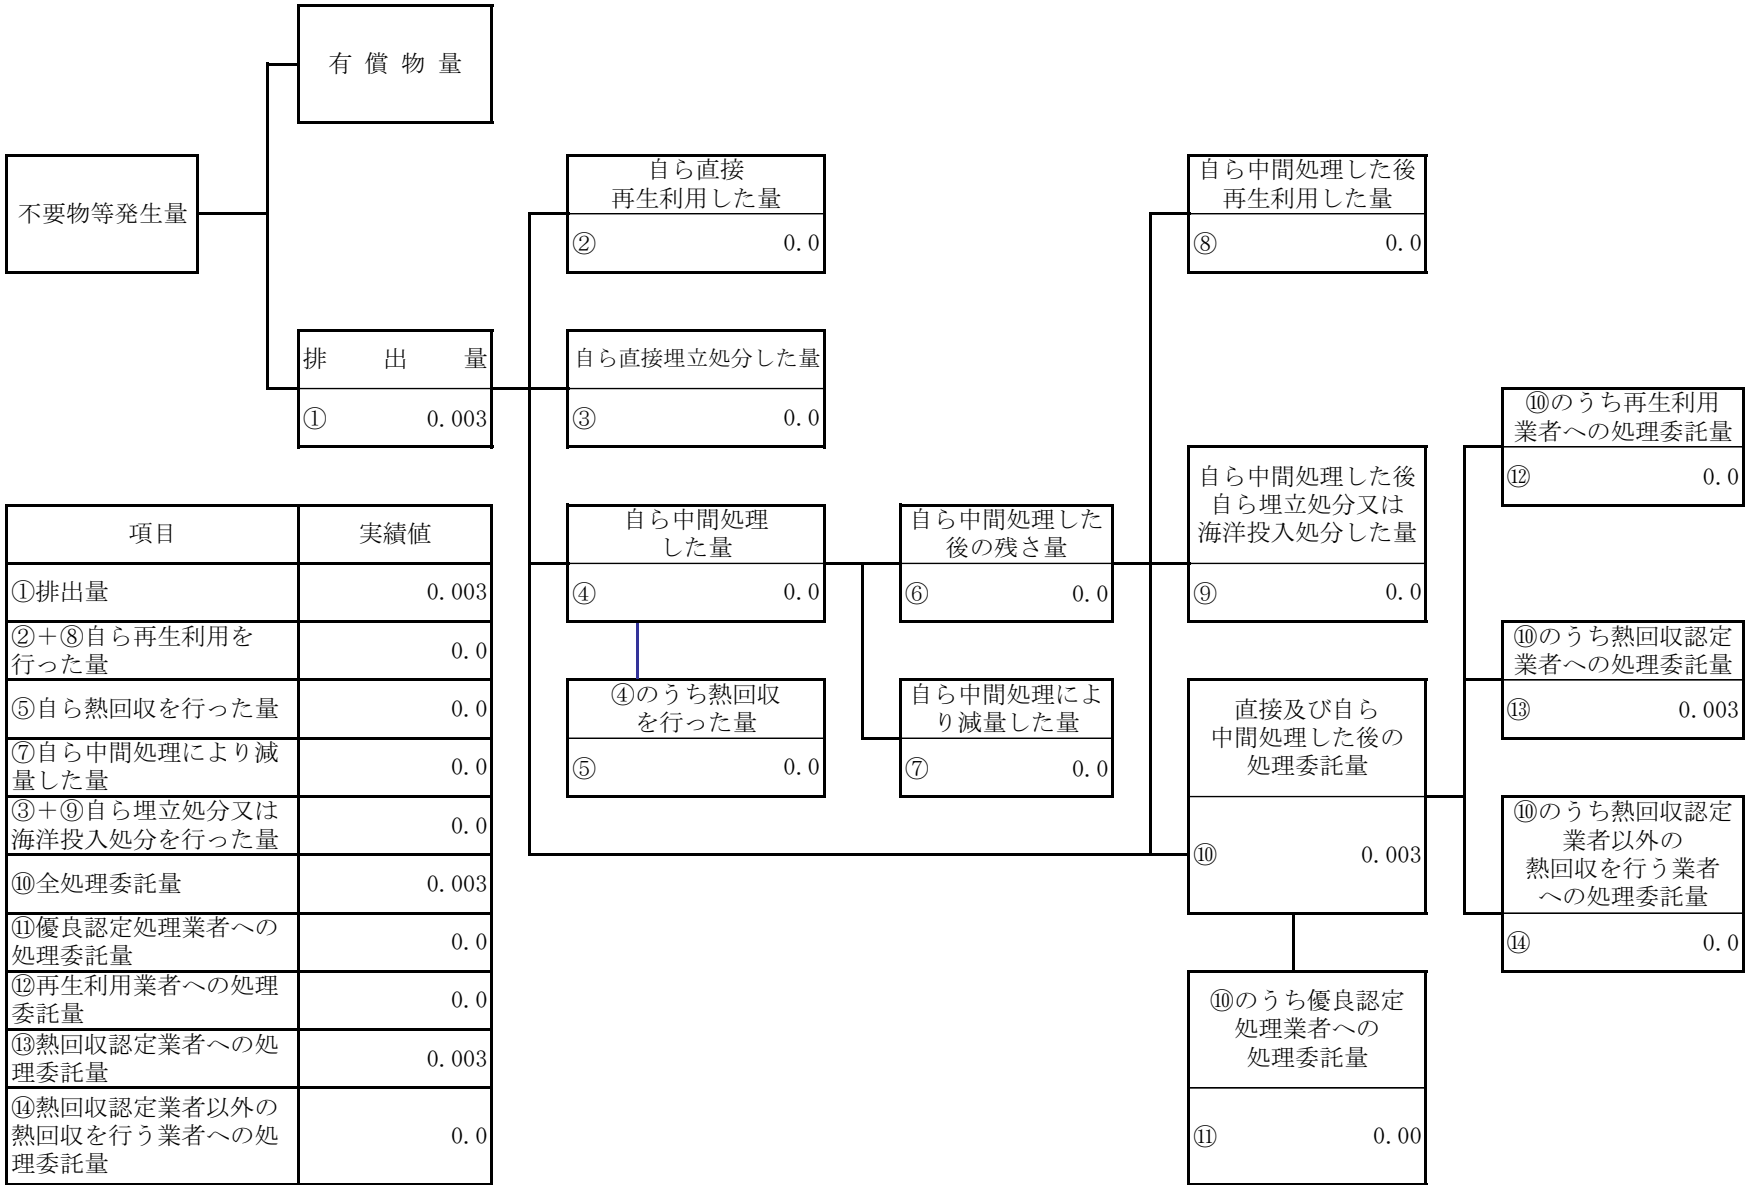 有 償 物 量
不要物等発生量
自ら直接
再生利用した量
② 0.0
自ら中間処理した後
再生利用した量
⑧ 0.0
排 出 量
① 0.003
自ら直接埋立処分した量
③ 0.0
⑩のうち再生利用
業者への処理委託量
⑫ 0.0
自ら中間処理
した量
④ 0.0
自ら中間処理した
後の残さ量
⑥ 0.0
自ら中間処理した後
自ら埋立処分又は
海洋投入処分した量
⑨ 0.0
⑩のうち熱回収認定
業者への処理委託量
⑬ 0.003
④のうち熱回収
を行った量
⑤ 0.0
自ら中間処理によ
り減量した量
⑦ 0.0
直接及び自ら
中間処理した後の
処理委託量
⑩ 0.003
⑩のうち熱回収認定
業者以外の
熱回収を行う業者
への処理委託量
⑭ 0.0
⑩のうち優良認定
処理業者への
処理委託量
⑪ 0.00
項目 実績値
①排出量 0.003
②＋⑧自ら再生利用を
行った量 0.0
⑤自ら熱回収を行った量 0.0
⑦自ら中間処理により減
量した量 0.0
③＋⑨自ら埋立処分又は
海洋投入処分を行った量 0.0
⑩全処理委託量 0.003
⑪優良認定処理業者への
処理委託量 0.0
⑫再生利用業者への処理
委託量 0.0
⑬熱回収認定業者への処
理委託量 0.003
⑭熱回収認定業者以外の
熱回収を行う業者への処 0.0
理委託量